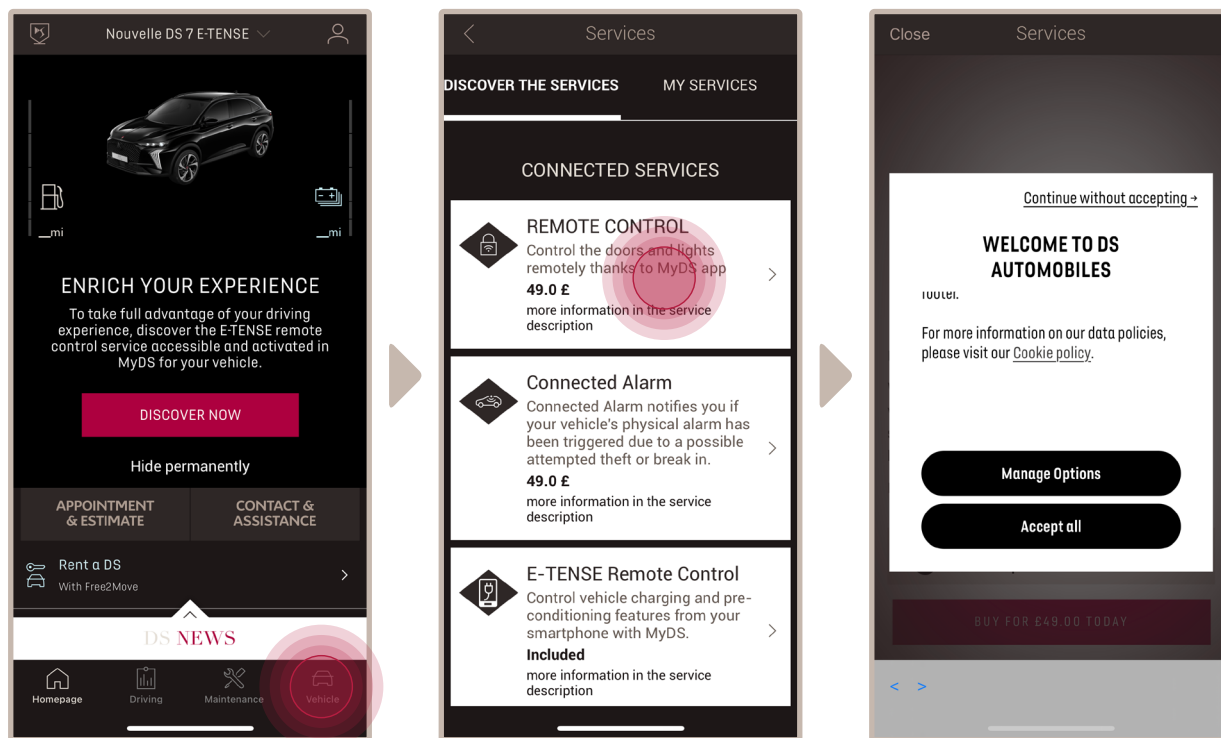 Nouvelle DS 7 E-TENSE
__mi
__mi
ENRICH YOUR EXPERIENCE
To take full advantage of your driving
experience, discover the E-TENSE remote
control service accessible and activated in
MyDS for your vehicle.
DISCOVER NOW
Hide permanently
APPOINTMENT
& ESTIMATE
CONTACT &
ASSISTANCE
Rent a DS
With Free2Move
DS NEWS
Homepage
Driving
Maintenance
Vehicle
Services
DISCOVER THE SERVICES
MY SERVICES
CONNECTED SERVICES
REMOTE CONTROL
Control the doors and lights
remotely thanks to MyDS app
49.0 £
more information in the service
description
Connected Alarm
Connected Alarm notifies you if
your vehicle's physical alarm has
been triggered due to a possible
attempted theft or break in.
49.0 £
more information in the service
description
E-TENSE Remote Control
Control vehicle charging and pre-
conditioning features from your
smartphone with MyDS.
Included
more information in the service
description
Close
Services
Continue without accepting →
WELCOME TO DS
AUTOMOBILES
footer.
For more information on our data policies,
please visit our Cookie policy.
Manage Options
Accept all
BUY FOR £49.00 TODAY
< >